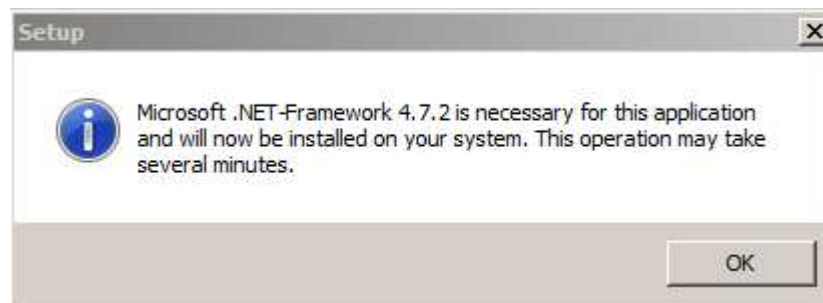 Setup
Microsoft .NET-Framework 4.7.2 is necessary for this application
and will now be installed on your system. This operation may take
several minutes.
OK